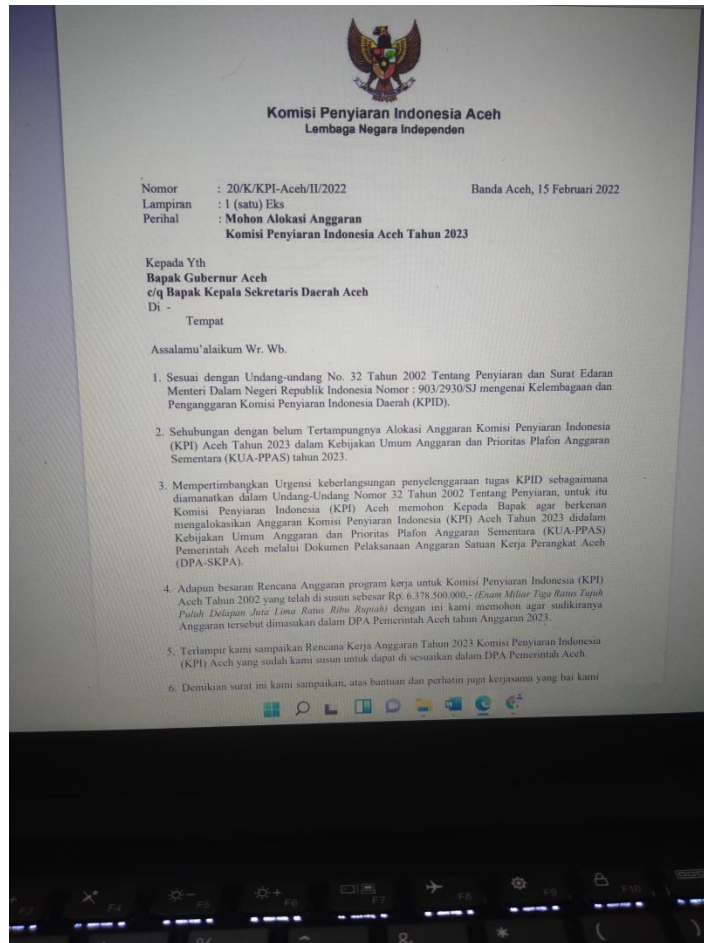 Komisi Penyiaran Indonesia Aceh
Lembaga Negara Independen
Nomor : 20/K/KPI-Aceh/II/2022 Banda Aceh, 15 Februari 2022
Lampiran : 1 (satu) Eks
Perihal : Mohon Alokasi Anggaran
Komisi Penyiaran Indonesia Aceh Tahun 2023
Kepada Yth
Bapak Gubernur Aceh
c/q Bapak Kepala Sekretaris Daerah Aceh
Di -
Tempat
Assalamu'alaikum Wr. Wb.
1. Sesuai dengan Undang-undang No. 32 Tahun 2002 Tentang Penyiaran dan Surat Edaran
Menteri Dalam Negeri Republik Indonesia Nomor : 903/2930/SJ mengenai Kelembagaan dan
Penganggaran Komisi Penyiaran Indonesia Daerah (KPID).
2. Sehubungan dengan belum Tertampungnya Alokasi Anggaran Komisi Penyiaran Indonesia
(KPI) Aceh Tahun 2023 dalam Kebijakan Umum Anggaran dan Prioritas Plafon Anggaran
Sementara (KUA-PPAS) tahun 2023.
3. Mempertimbangkan Urgensi keberlangsungan penyelenggaraan tugas KPID sebagaimana
diamanatkan dalam Undang-Undang Nomor 32 Tahun 2002 Tentang Penyiaran, untuk itu
Komisi Penyiaran Indonesia (KPI) Aceh memohon Kepada Bapak agar berkenan
mengalokasikan Anggaran Komisi Penyiaran Indonesia (KPI) Aceh Tahun 2023 didalam
Kebijakan Umum Anggaran dan Prioritas Plafon Anggaran Sementara (KUA-PPAS)
Pemerintah Aceh melalui Dokumen Pelaksanaan Anggaran Satuan Kerja Perangkat Aceh
(DPA-SKPA).
4. Adapun besaran Rencana Anggaran program kerja untuk Komisi Penyiaran Indonesia (KPI)
Aceh Tahun 2002 yang telah di susun sebesar Rp. 6.378.500.000,- (Enam Miliar Tiga Ratus Tujuh
Puluh Delapan Juta Lima Ratus Ribu Rupiah) dengan ini kami memohon agar sudikiranya
Anggaran tersebut dimasukan dalam DPA Pemerintah Aceh tahun Anggaran 2023.
5. Terlampir kami sampaikan Rencana Kerja Anggaran Tahun 2023 Komisi Penyiaran Indonesia
(KPI) Aceh yang sudah kami susun untuk dapat di sesuaikan dalam DPA Pemerintah Aceh.
6. Demikian surat ini kami sampaikan, atas bantuan dan perhatin juga kerjasama yang bai kami
F4 F5 F6 F7 F8 F9 F10
& * ( )